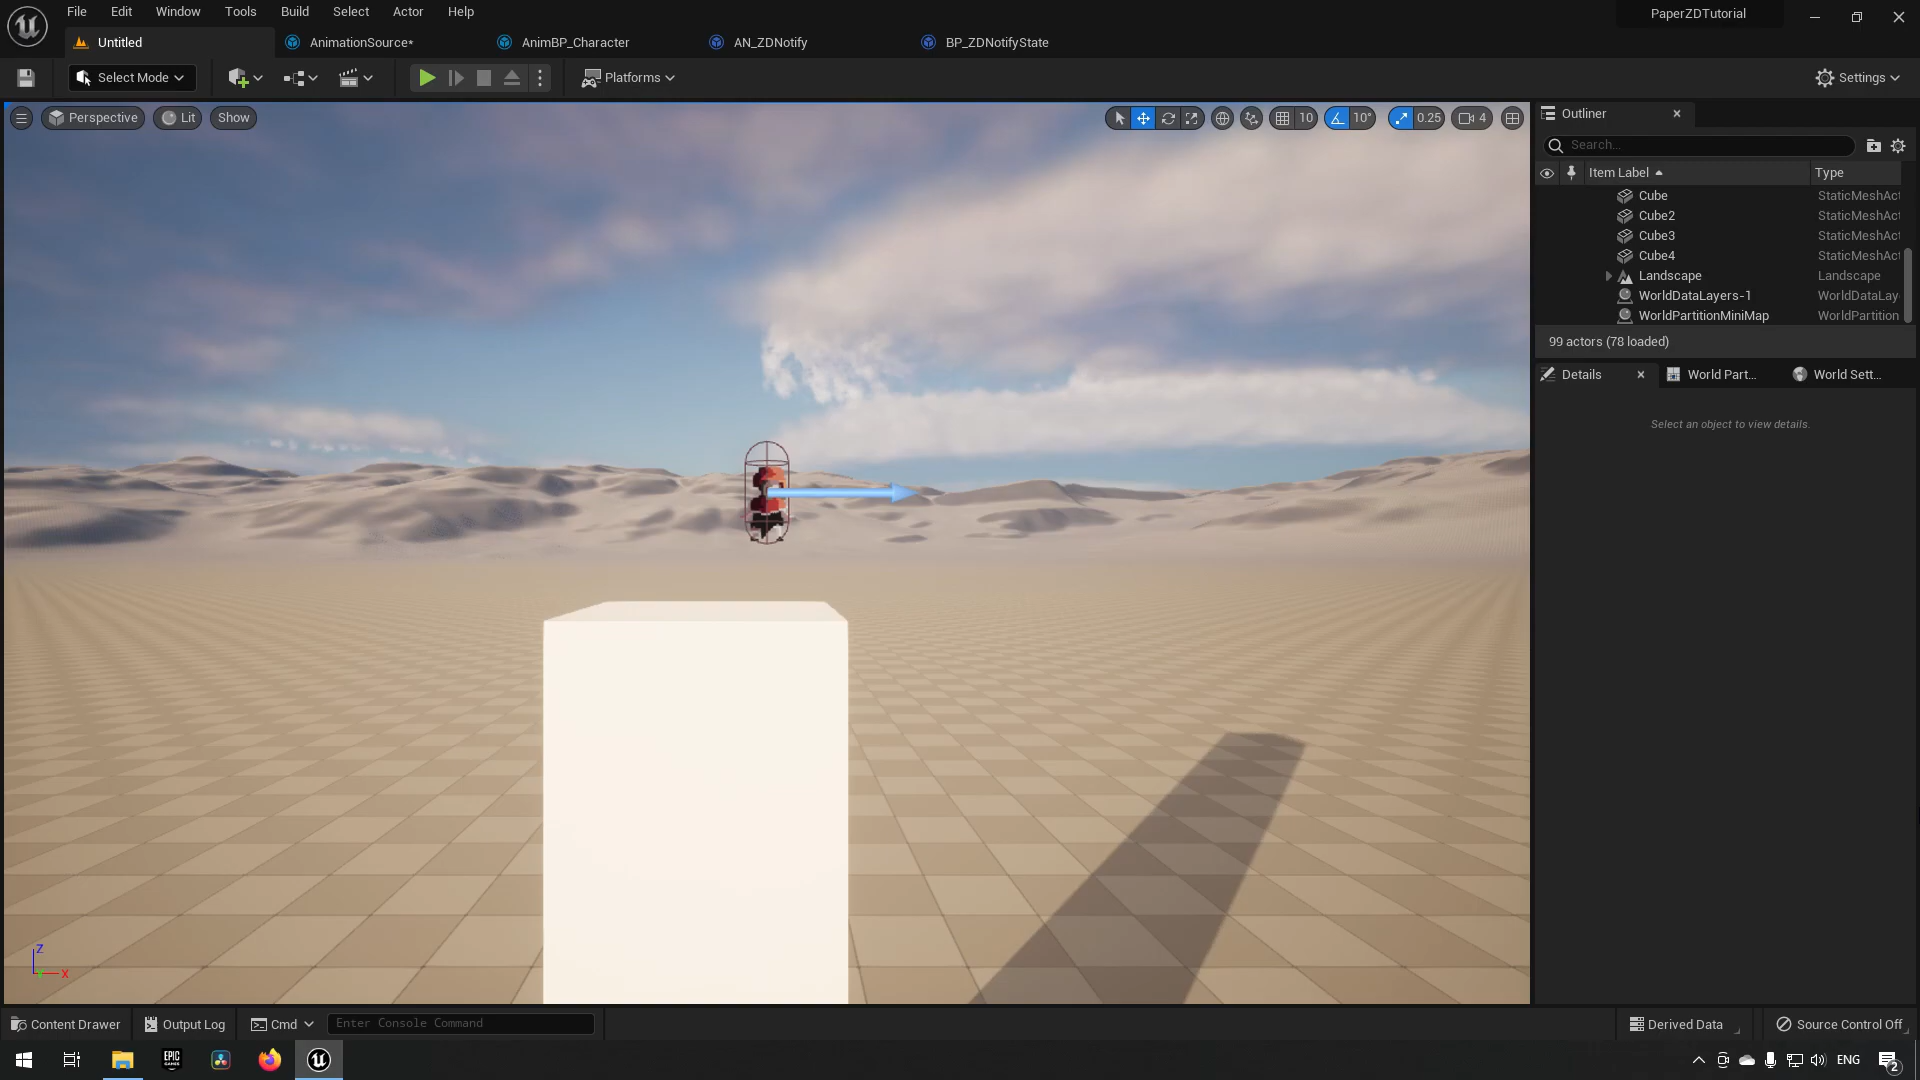 File Edit Window Tools Build Select Actor Help
PaperZDTutorial
Untitled
AnimationSource*
AnimBP_Character
AN_ZDNotify
BP_ZDNotifyState
Select Mode
Platforms
Settings
Perspective
Lit
Show
10
10°
0.25
4
Outliner
Search...
Item Label
Type
Cube StaticMeshAct
Cube2 StaticMeshAct
Cube3 StaticMeshAct
Cube4 StaticMeshAct
Landscape Landscape
WorldDataLayers-1 WorldDataLay
WorldPartitionMiniMap WorldPartition
99 actors (78 loaded)
Details
World Part...
World Sett...
Select an object to view details.
Z
X
Content Drawer
Output Log
Cmd
Enter Console Command
Derived Data
Source Control Off
EPIC
GAMES
ENG
2